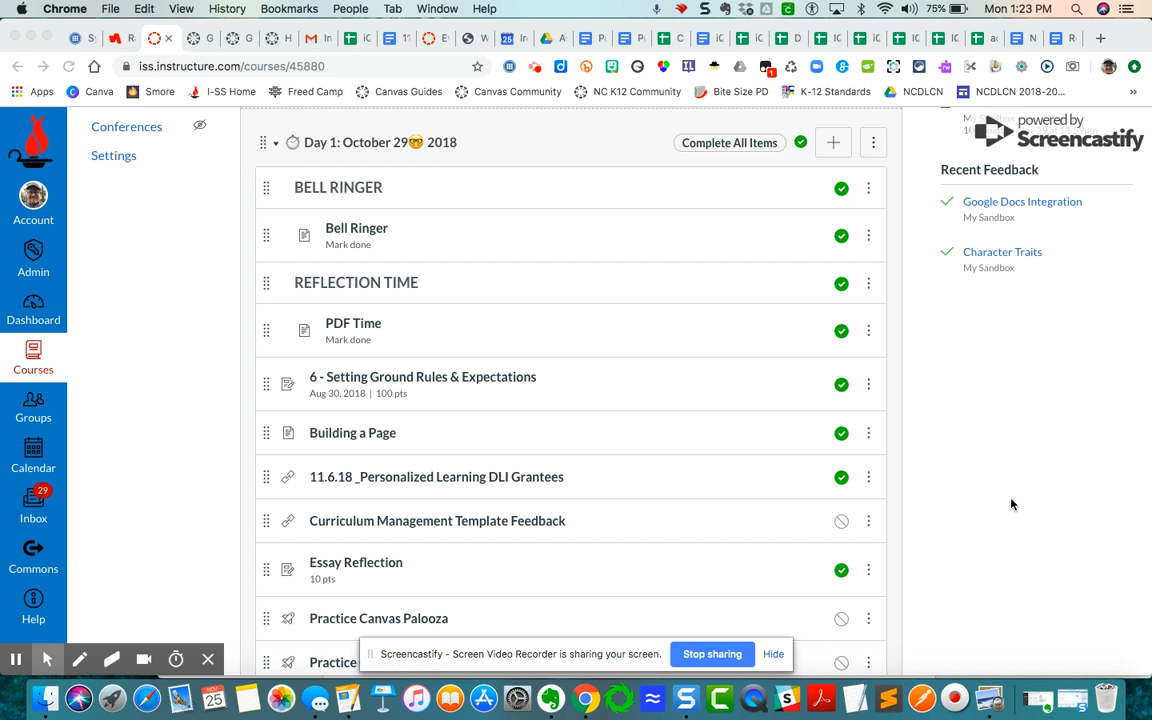 Chrome File Edit View History Bookmarks People Tab Window Help 75% Mon 1:23 PM
iss.instructure.com/courses/45880
Apps Canva Smore I-SS Home Freed Camp Canvas Guides Canvas Community NC K12 Community Bite Size PD K-12 Standards NCDLCN NCDLCN 2018-20... »
Conferences
Settings
Account
Admin
Dashboard
Courses
Groups
Calendar
29
Inbox
Commons
Help
Day 1: October 29🤓 2018 Complete All Items
BELL RINGER
Bell Ringer
Mark done
REFLECTION TIME
PDF Time
Mark done
6 - Setting Ground Rules & Expectations
Aug 30, 2018 | 100 pts
Building a Page
11.6.18 _Personalized Learning DLI Grantees
Curriculum Management Template Feedback
Essay Reflection
10 pts
Practice Canvas Palooza
Practice
powered by
Screencastify
Recent Feedback
Google Docs Integration
My Sandbox
Character Traits
My Sandbox
Screencastify - Screen Video Recorder is sharing your screen. Stop sharing Hide
NOV
25